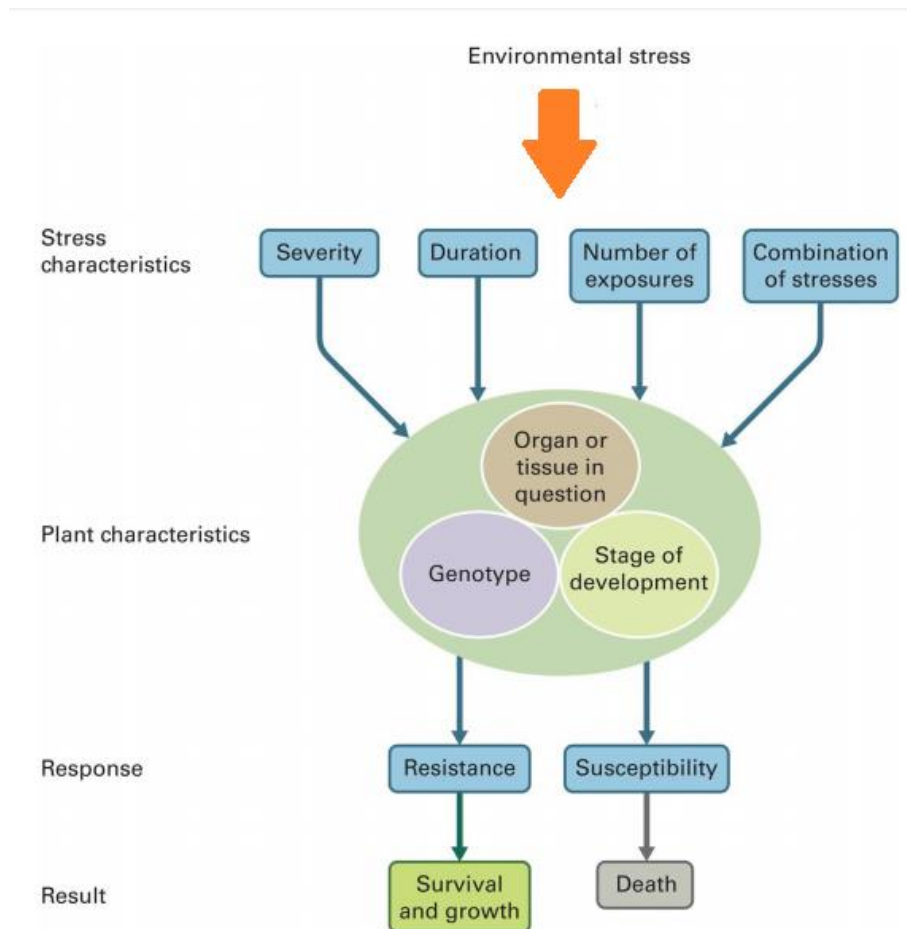 Environmental stress
Stress
characteristics
Severity
Duration
Number of
exposures
Combination
of stresses
Plant characteristics
Organ or
tissue in
question
Genotype
Stage of
development
Response
Resistance
Susceptibility
Result
Survival
and growth
Death